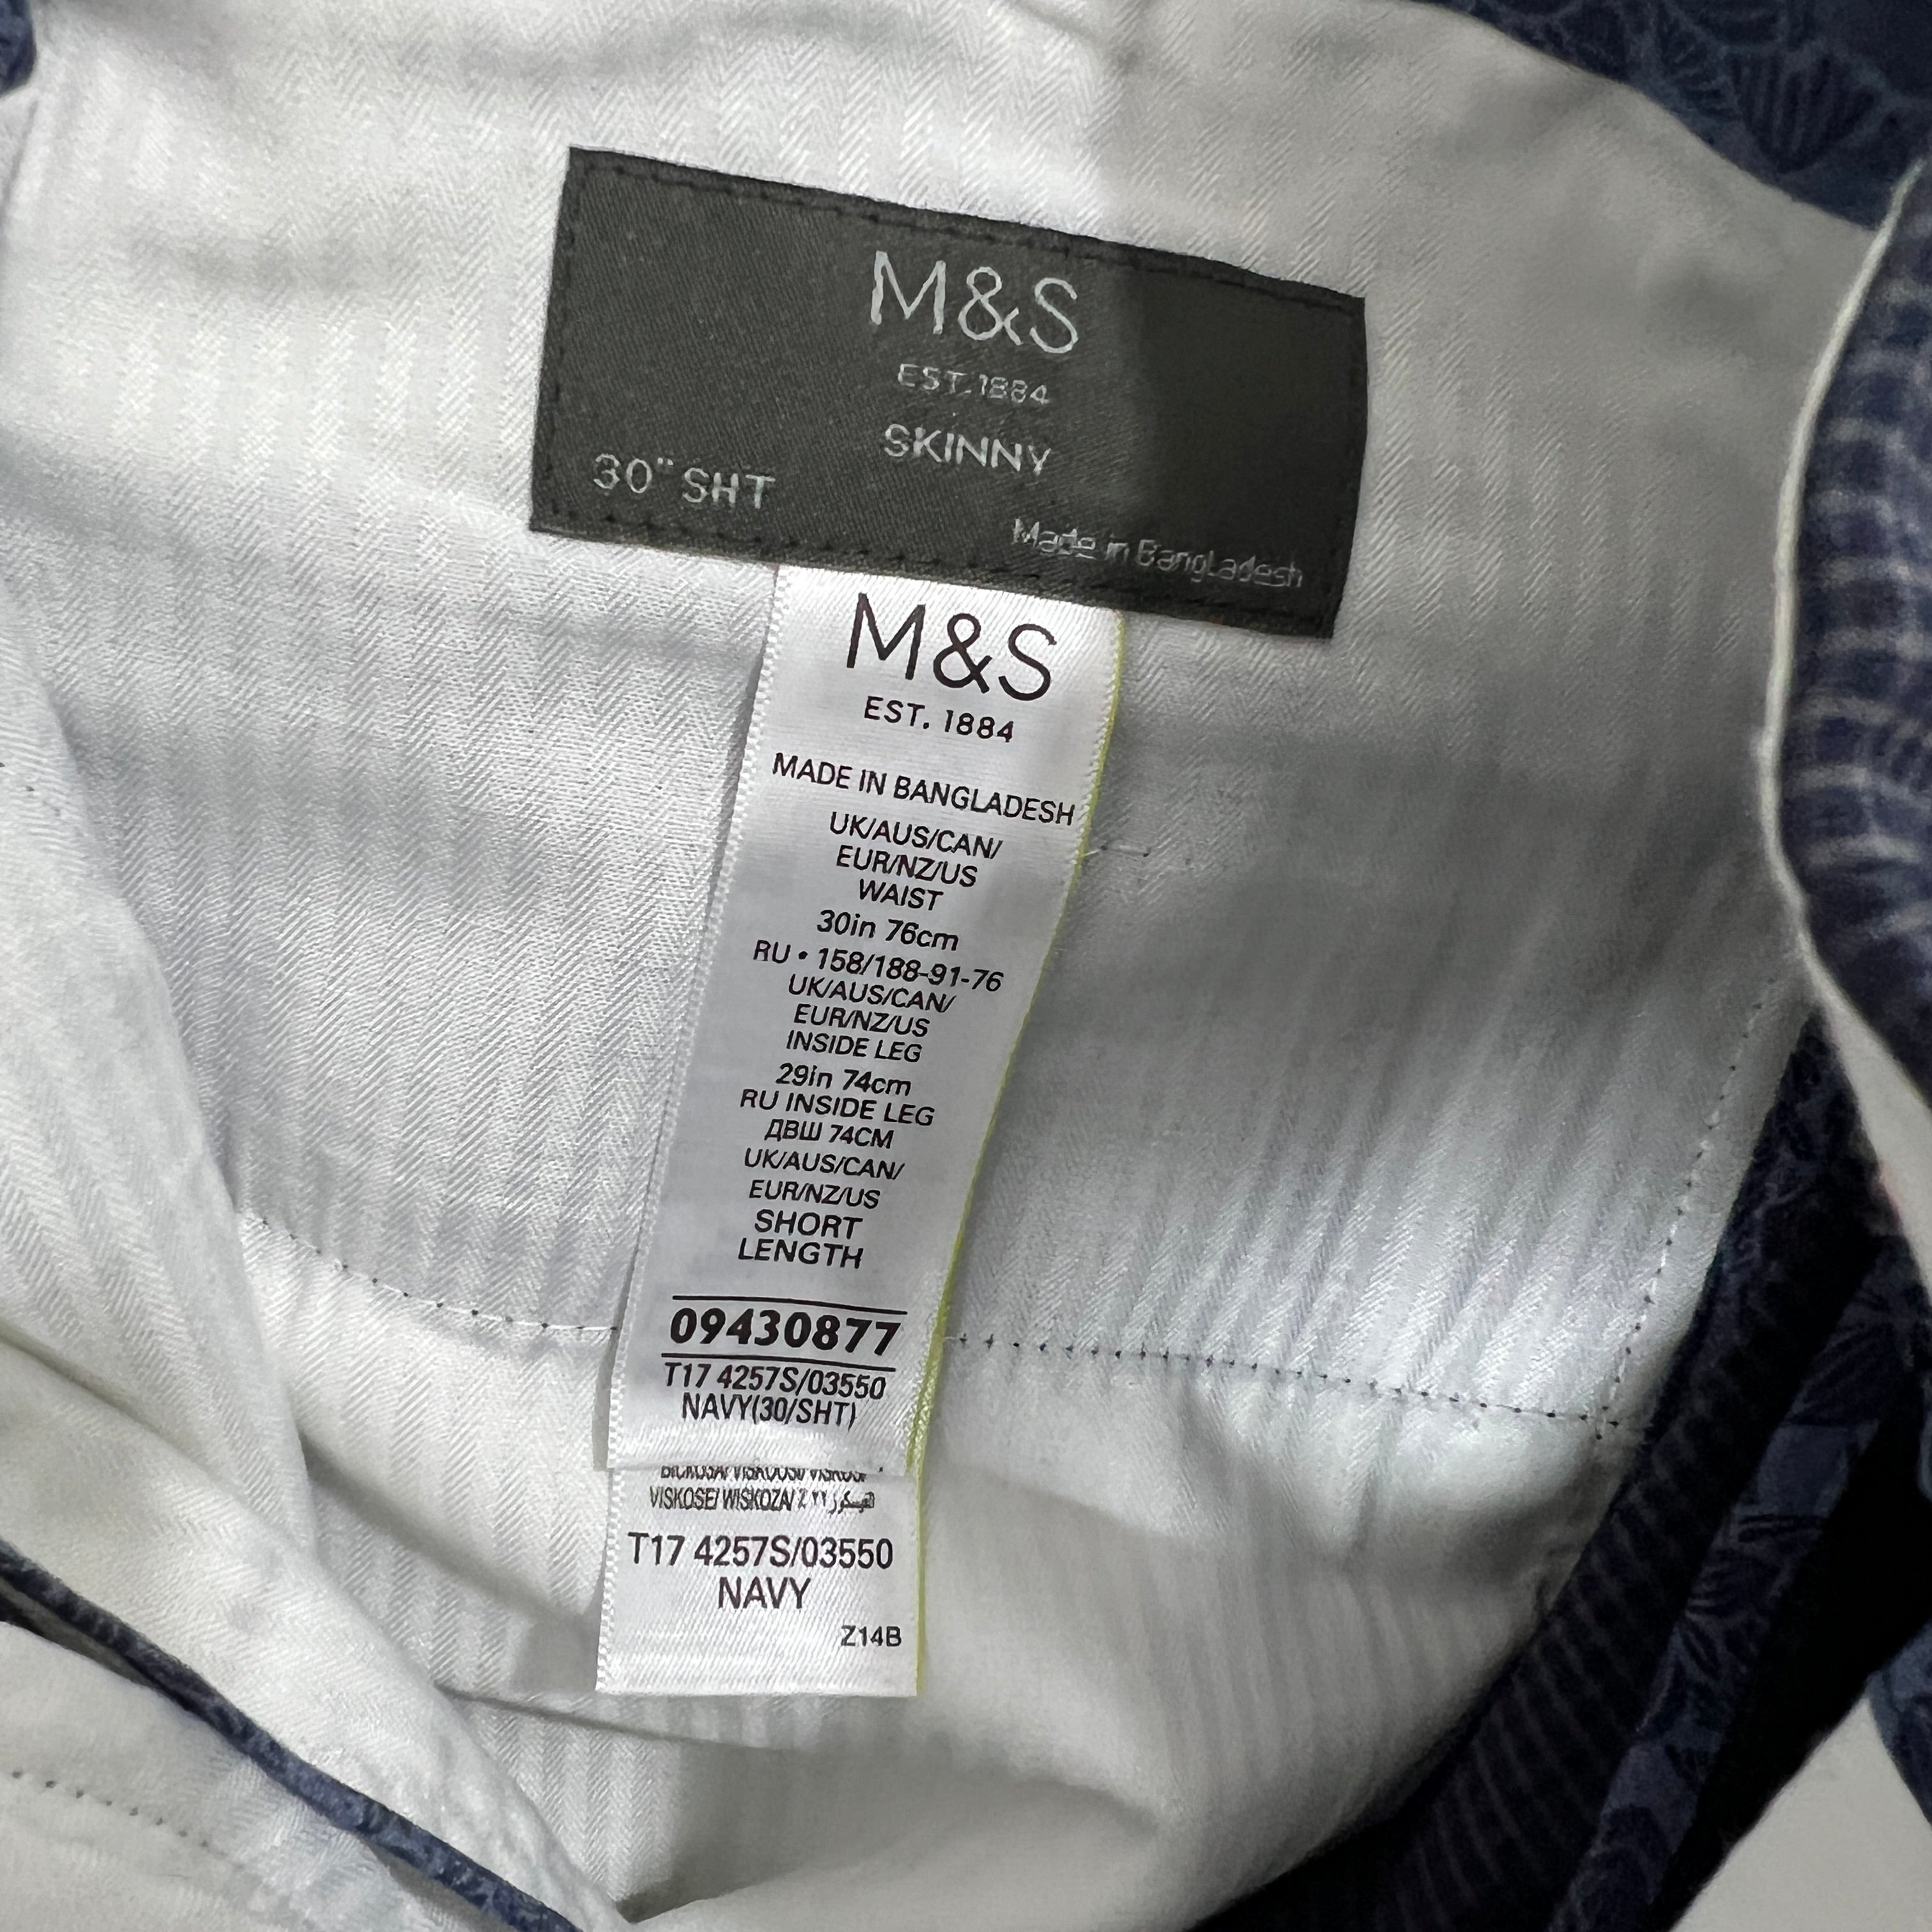 M&S
EST. 1884
SKINNY
30" SHT
Made in Bangladesh
M&S
EST. 1884
MADE IN BANGLADESH
UK/AUS/CAN/
EUR/NZ/US
WAIST
30in 76cm
RU • 158/188-91-76
UK/AUS/CAN/
EUR/NZ/US
INSIDE LEG
29in 74cm
RU INSIDE LEG
ДВШ 74CM
UK/AUS/CAN/
EUR/NZ/US
SHORT
LENGTH
09430877
T17 4257S/03550
NAVY(30/SHT)
VISKOSE/ WISKOZA/
T17 4257S/03550
NAVY
Z14B